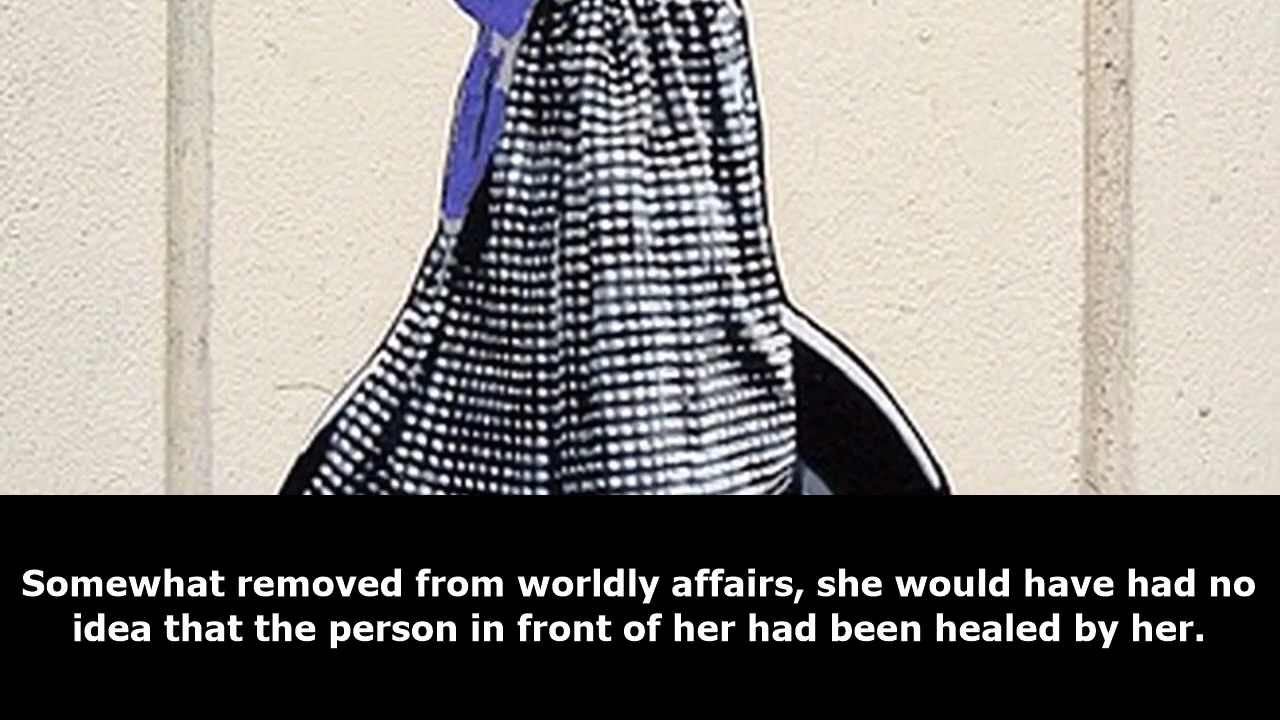 Somewhat removed from worldly affairs, she would have had no
idea that the person in front of her had been healed by her.